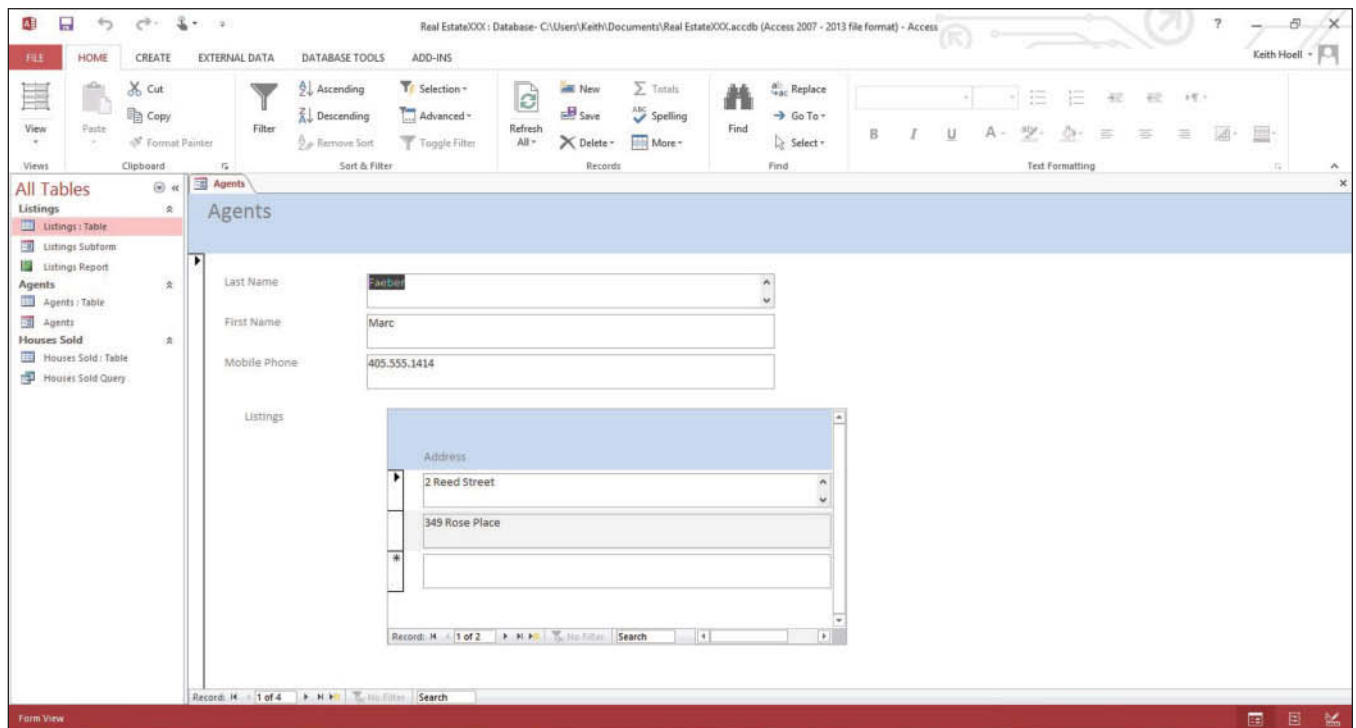 Real EstateXXX : Database- C:\Users\Keith\Documents\Real EstateXXX.accdb (Access 2007 - 2013 file format) - Access
FILE HOME CREATE EXTERNAL DATA DATABASE TOOLS ADD-INS Keith Hoell
View
Paste
Cut
Copy
Format Painter
Filter
Ascending
Descending
Remove Sort
Selection
Advanced
Toggle Filter
Refresh
All
New
Save
Delete
Totals
Spelling
More
Find
Replace
Go To
Select
B I U A
Views Clipboard Sort & Filter Records Find Text Formatting
All Tables
Listings
Listings : Table
Listings Subform
Listings Report
Agents
Agents : Table
Agents
Houses Sold
Houses Sold : Table
Houses Sold Query
Agents
Agents
Last Name Faeber
First Name Marc
Mobile Phone 405.555.1414
Listings
Address
2 Reed Street
349 Rose Place
Record: 1 of 2 No Filter Search
Record: 1 of 4 No Filter Search
Form View